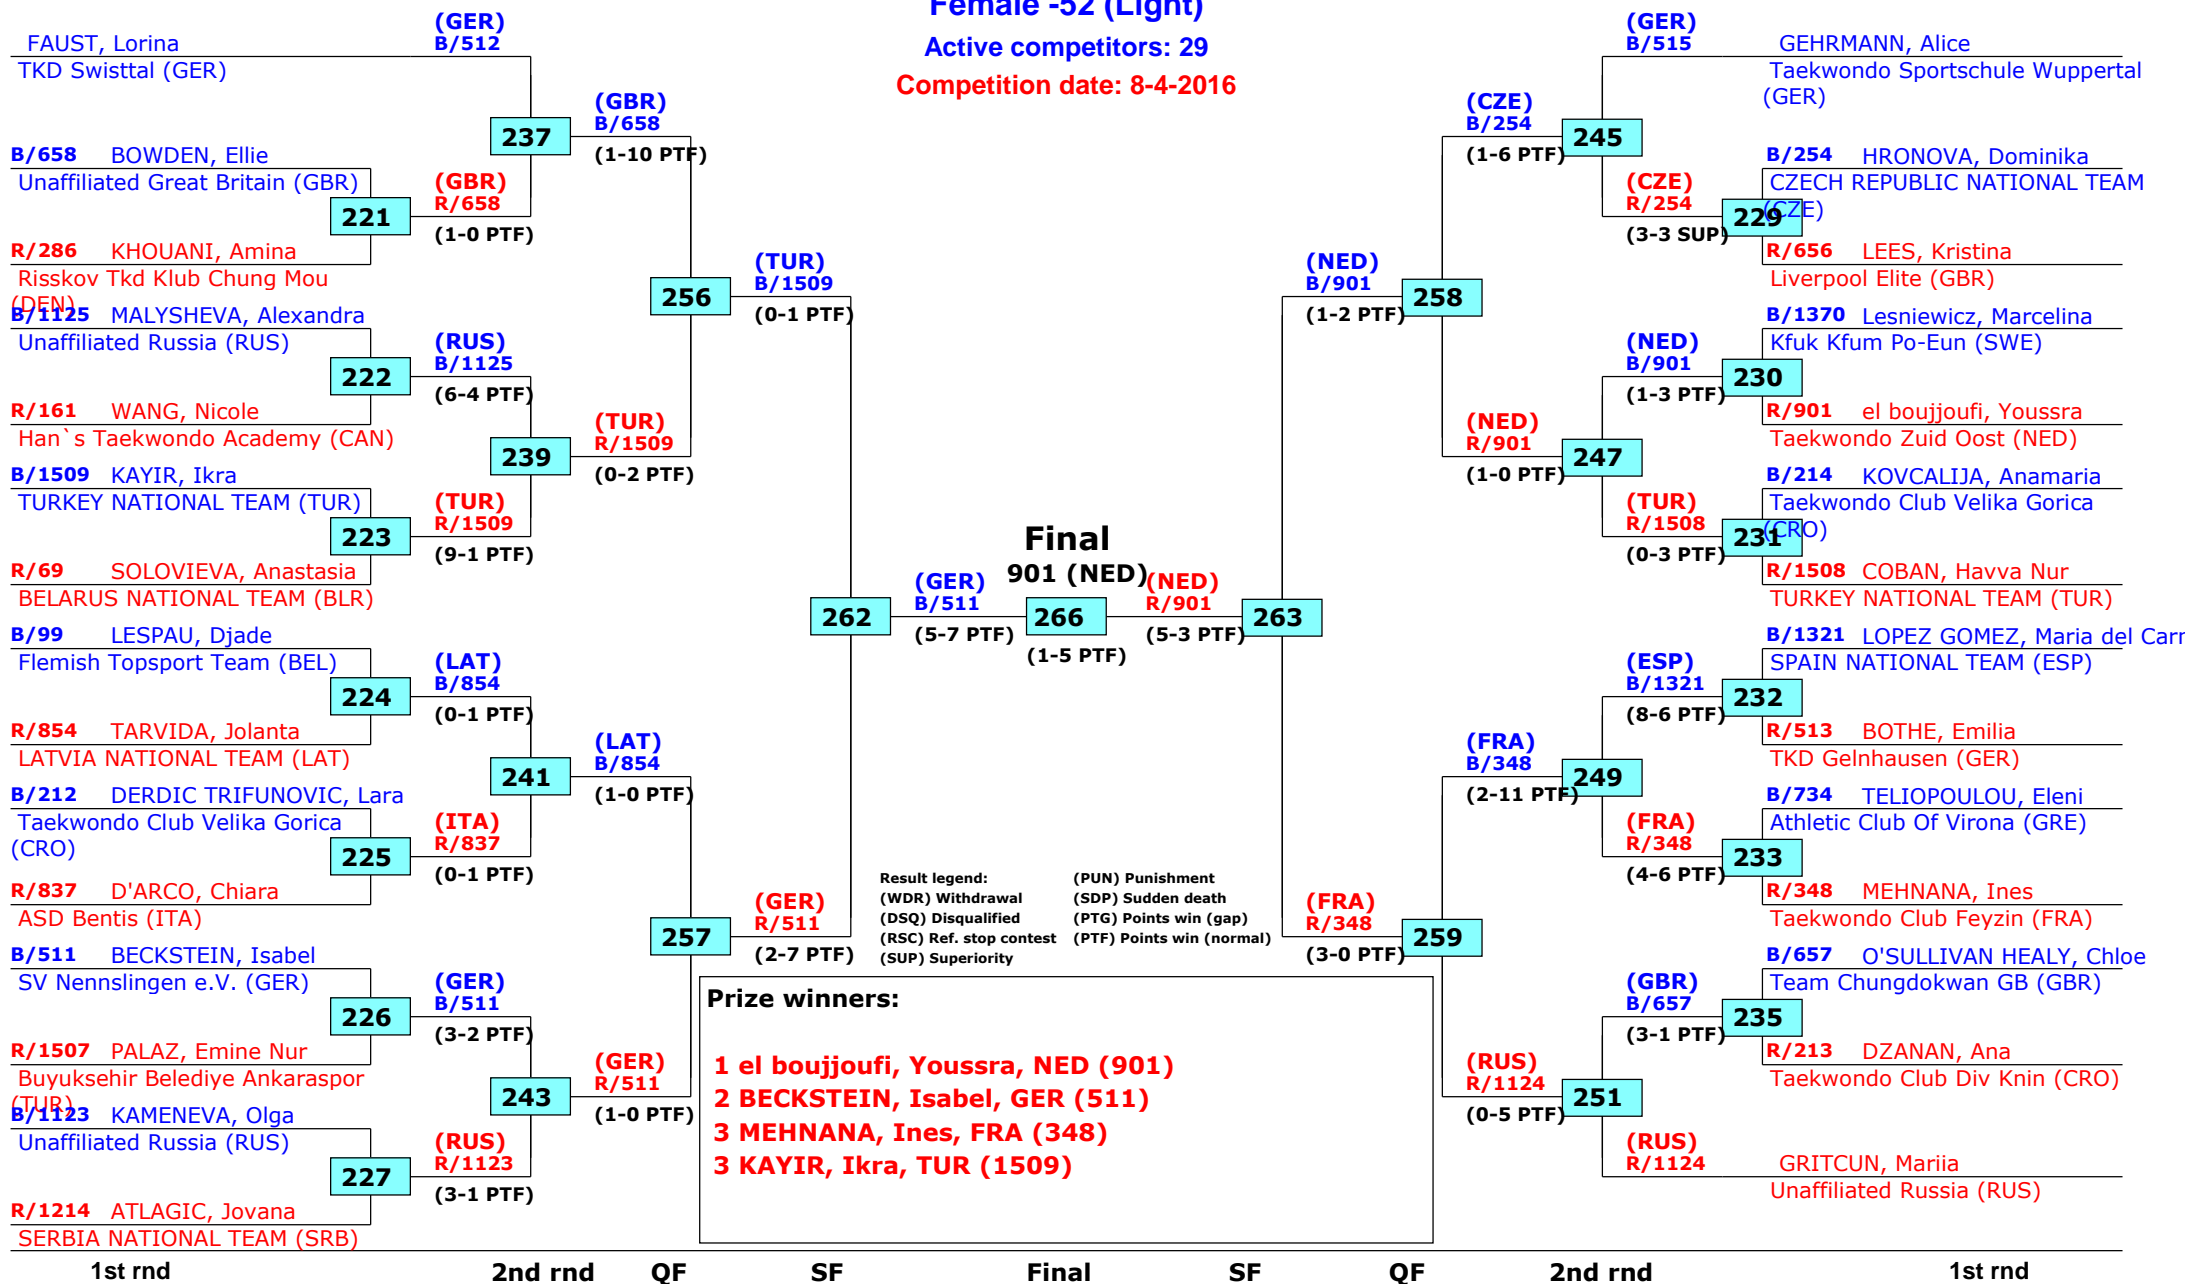 Female -52 (Light)
Active competitors: 29
Competition date: 8-4-2016
FAUST, Lorina
TKD Swisttal (GER)
B/658 BOWDEN, Ellie
Unaffiliated Great Britain (GBR)
221
R/286 KHOUANI, Amina
Risskov Tkd Klub Chung Mou
(DEN)
B/1125 MALYSHEVA, Alexandra
Unaffiliated Russia (RUS)
222
R/161 WANG, Nicole
Han`s Taekwondo Academy (CAN)
B/1509 KAYIR, Ikra
TURKEY NATIONAL TEAM (TUR)
223
R/69 SOLOVIEVA, Anastasia
BELARUS NATIONAL TEAM (BLR)
B/99 LESPAU, Djade
Flemish Topsport Team (BEL)
224
R/854 TARVIDA, Jolanta
LATVIA NATIONAL TEAM (LAT)
B/212 DERDIC TRIFUNOVIC, Lara
Taekwondo Club Velika Gorica
(CRO)
225
R/837 D'ARCO, Chiara
ASD Bentis (ITA)
B/511 BECKSTEIN, Isabel
SV Nennslingen e.V. (GER)
226
R/1507 PALAZ, Emine Nur
Buyuksehir Belediye Ankaraspor
(TUR)
B/1123 KAMENEVA, Olga
Unaffiliated Russia (RUS)
227
R/1214 ATLAGIC, Jovana
SERBIA NATIONAL TEAM (SRB)
(GER)
B/512
237
(GBR)
R/658
(1-0 PTF)
(RUS)
B/1125
(6-4 PTF)
239
(TUR)
R/1509
(9-1 PTF)
(LAT)
B/854
(0-1 PTF)
241
(ITA)
R/837
(0-1 PTF)
(GER)
B/511
(3-2 PTF)
243
(RUS)
R/1123
(3-1 PTF)
(GBR)
B/658
(1-10 PTF)
256
(TUR)
R/1509
(0-2 PTF)
(LAT)
B/854
(1-0 PTF)
257
(GER)
R/511
(1-0 PTF)
(TUR)
B/1509
(0-1 PTF)
262
(GER)
R/511
(2-7 PTF)
(GER)
B/511
(5-7 PTF)
Final
901 (NED)
266
(1-5 PTF)
(NED)
R/901
(5-3 PTF)
263
(NED)
B/901
(1-2 PTF)
258
(FRA)
R/348
(3-0 PTF)
259
(CZE)
B/254
(1-6 PTF)
245
(NED)
R/901
(1-0 PTF)
247
(FRA)
B/348
(2-11 PTF)
249
(RUS)
R/1124
(0-5 PTF)
251
(GER)
B/515
(CZE)
R/254
(3-3 SUP)
(NED)
B/901
(1-3 PTF)
(TUR)
R/1508
(0-3 PTF)
(ESP)
B/1321
(8-6 PTF)
(FRA)
R/348
(4-6 PTF)
(GBR)
B/657
(3-1 PTF)
(RUS)
R/1124
GEHRMANN, Alice
Taekwondo Sportschule Wuppertal
(GER)
B/254 HRONOVA, Dominika
CZECH REPUBLIC NATIONAL TEAM
(CZE)
229
R/656 LEES, Kristina
Liverpool Elite (GBR)
B/1370 Lesniewicz, Marcelina
Kfuk Kfum Po-Eun (SWE)
230
R/901 el boujjoufi, Youssra
Taekwondo Zuid Oost (NED)
B/214 KOVCALIJA, Anamaria
Taekwondo Club Velika Gorica
(CRO)
231
R/1508 COBAN, Havva Nur
TURKEY NATIONAL TEAM (TUR)
B/1321 LOPEZ GOMEZ, Maria del Carr
SPAIN NATIONAL TEAM (ESP)
232
R/513 BOTHE, Emilia
TKD Gelnhausen (GER)
B/734 TELIOPOULOU, Eleni
Athletic Club Of Virona (GRE)
233
R/348 MEHNANA, Ines
Taekwondo Club Feyzin (FRA)
B/657 O'SULLIVAN HEALY, Chloe
Team Chungdokwan GB (GBR)
235
R/213 DZANAN, Ana
Taekwondo Club Div Knin (CRO)
GRITCUN, Mariia
Unaffiliated Russia (RUS)
Result legend:
(WDR) Withdrawal
(DSQ) Disqualified
(RSC) Ref. stop contest
(SUP) Superiority
(PUN) Punishment
(SDP) Sudden death
(PTG) Points win (gap)
(PTF) Points win (normal)
Prize winners:
1 el boujjoufi, Youssra, NED (901)
2 BECKSTEIN, Isabel, GER (511)
3 MEHNANA, Ines, FRA (348)
3 KAYIR, Ikra, TUR (1509)
1st rnd 2nd rnd QF SF Final SF QF 2nd rnd 1st rnd